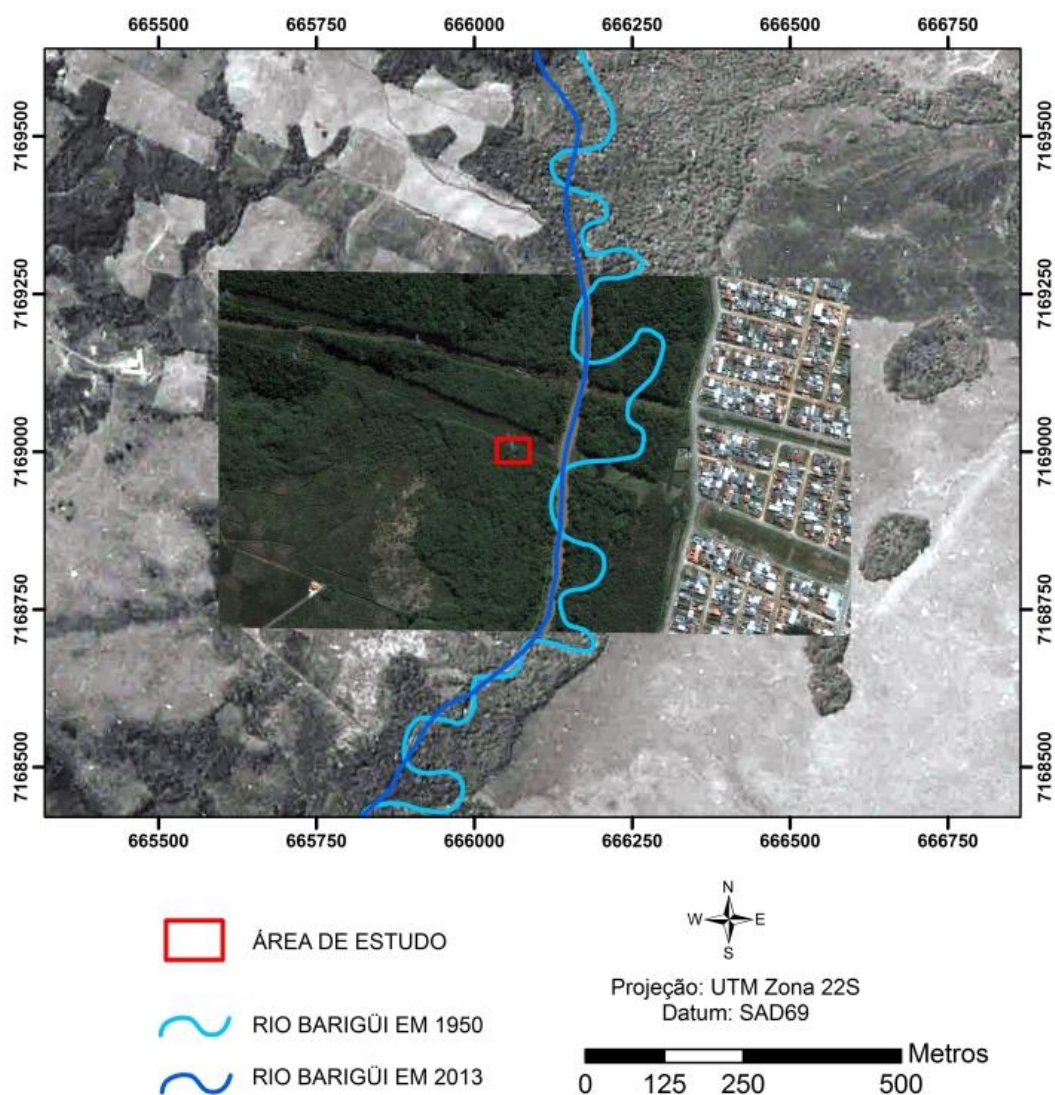 665500 665750 666000 666250 666500 666750
7169500 7169500
7169250 7169250
7169000 7169000
7168750 7168750
7168500 7168500
665500 665750 666000 666250 666500 666750
N
W E
S
ÁREA DE ESTUDO
Projeção: UTM Zona 22S
Datum: SAD69
RIO BARIGÜI EM 1950
Metros
0 125 250 500
RIO BARIGÜI EM 2013